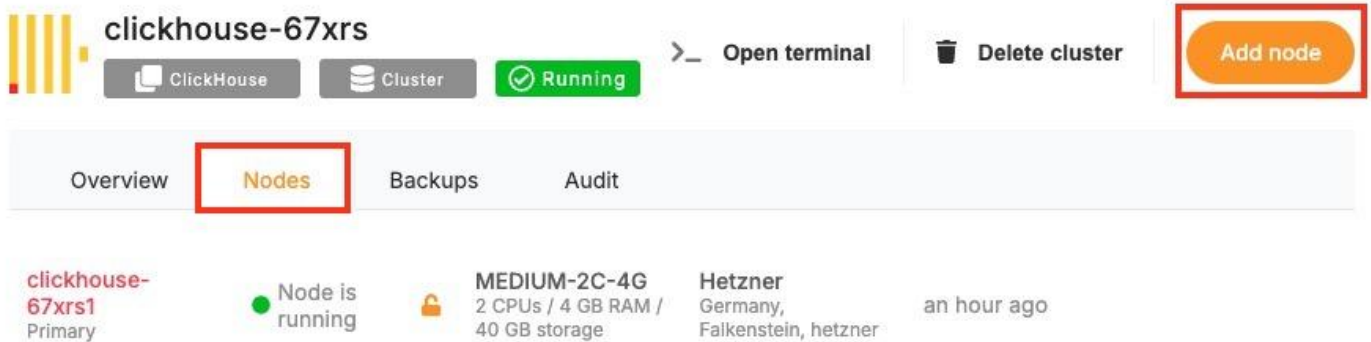 clickhouse-67xrs
ClickHouse
Cluster
Running
>_ Open terminal
Delete cluster
Add node
Overview
Nodes
Backups
Audit
clickhouse-
67xrs1
Primary
Node is
running
MEDIUM-2C-4G
2 CPUs / 4 GB RAM /
40 GB storage
Hetzner
Germany,
Falkenstein, hetzner
an hour ago